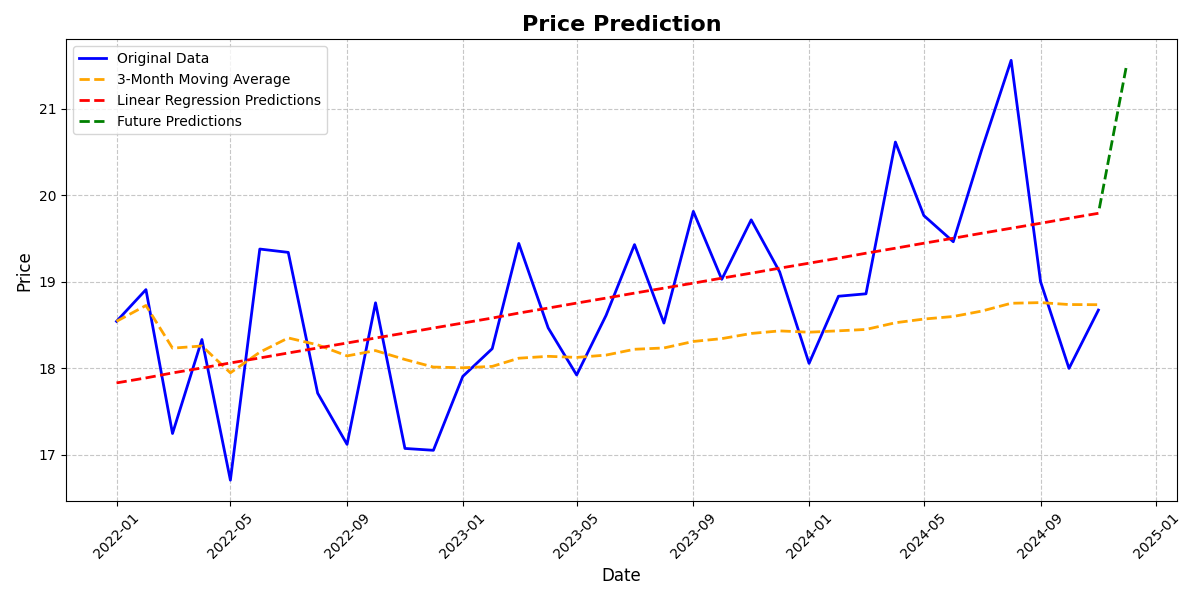 Price Prediction
Original Data
3-Month Moving Average
Linear Regression Predictions
Future Predictions
Price
21
20
19
18
17
2022-01
2022-05
2022-09
2023-01
2023-05
2023-09
2024-01
2024-05
2024-09
2025-01
Date